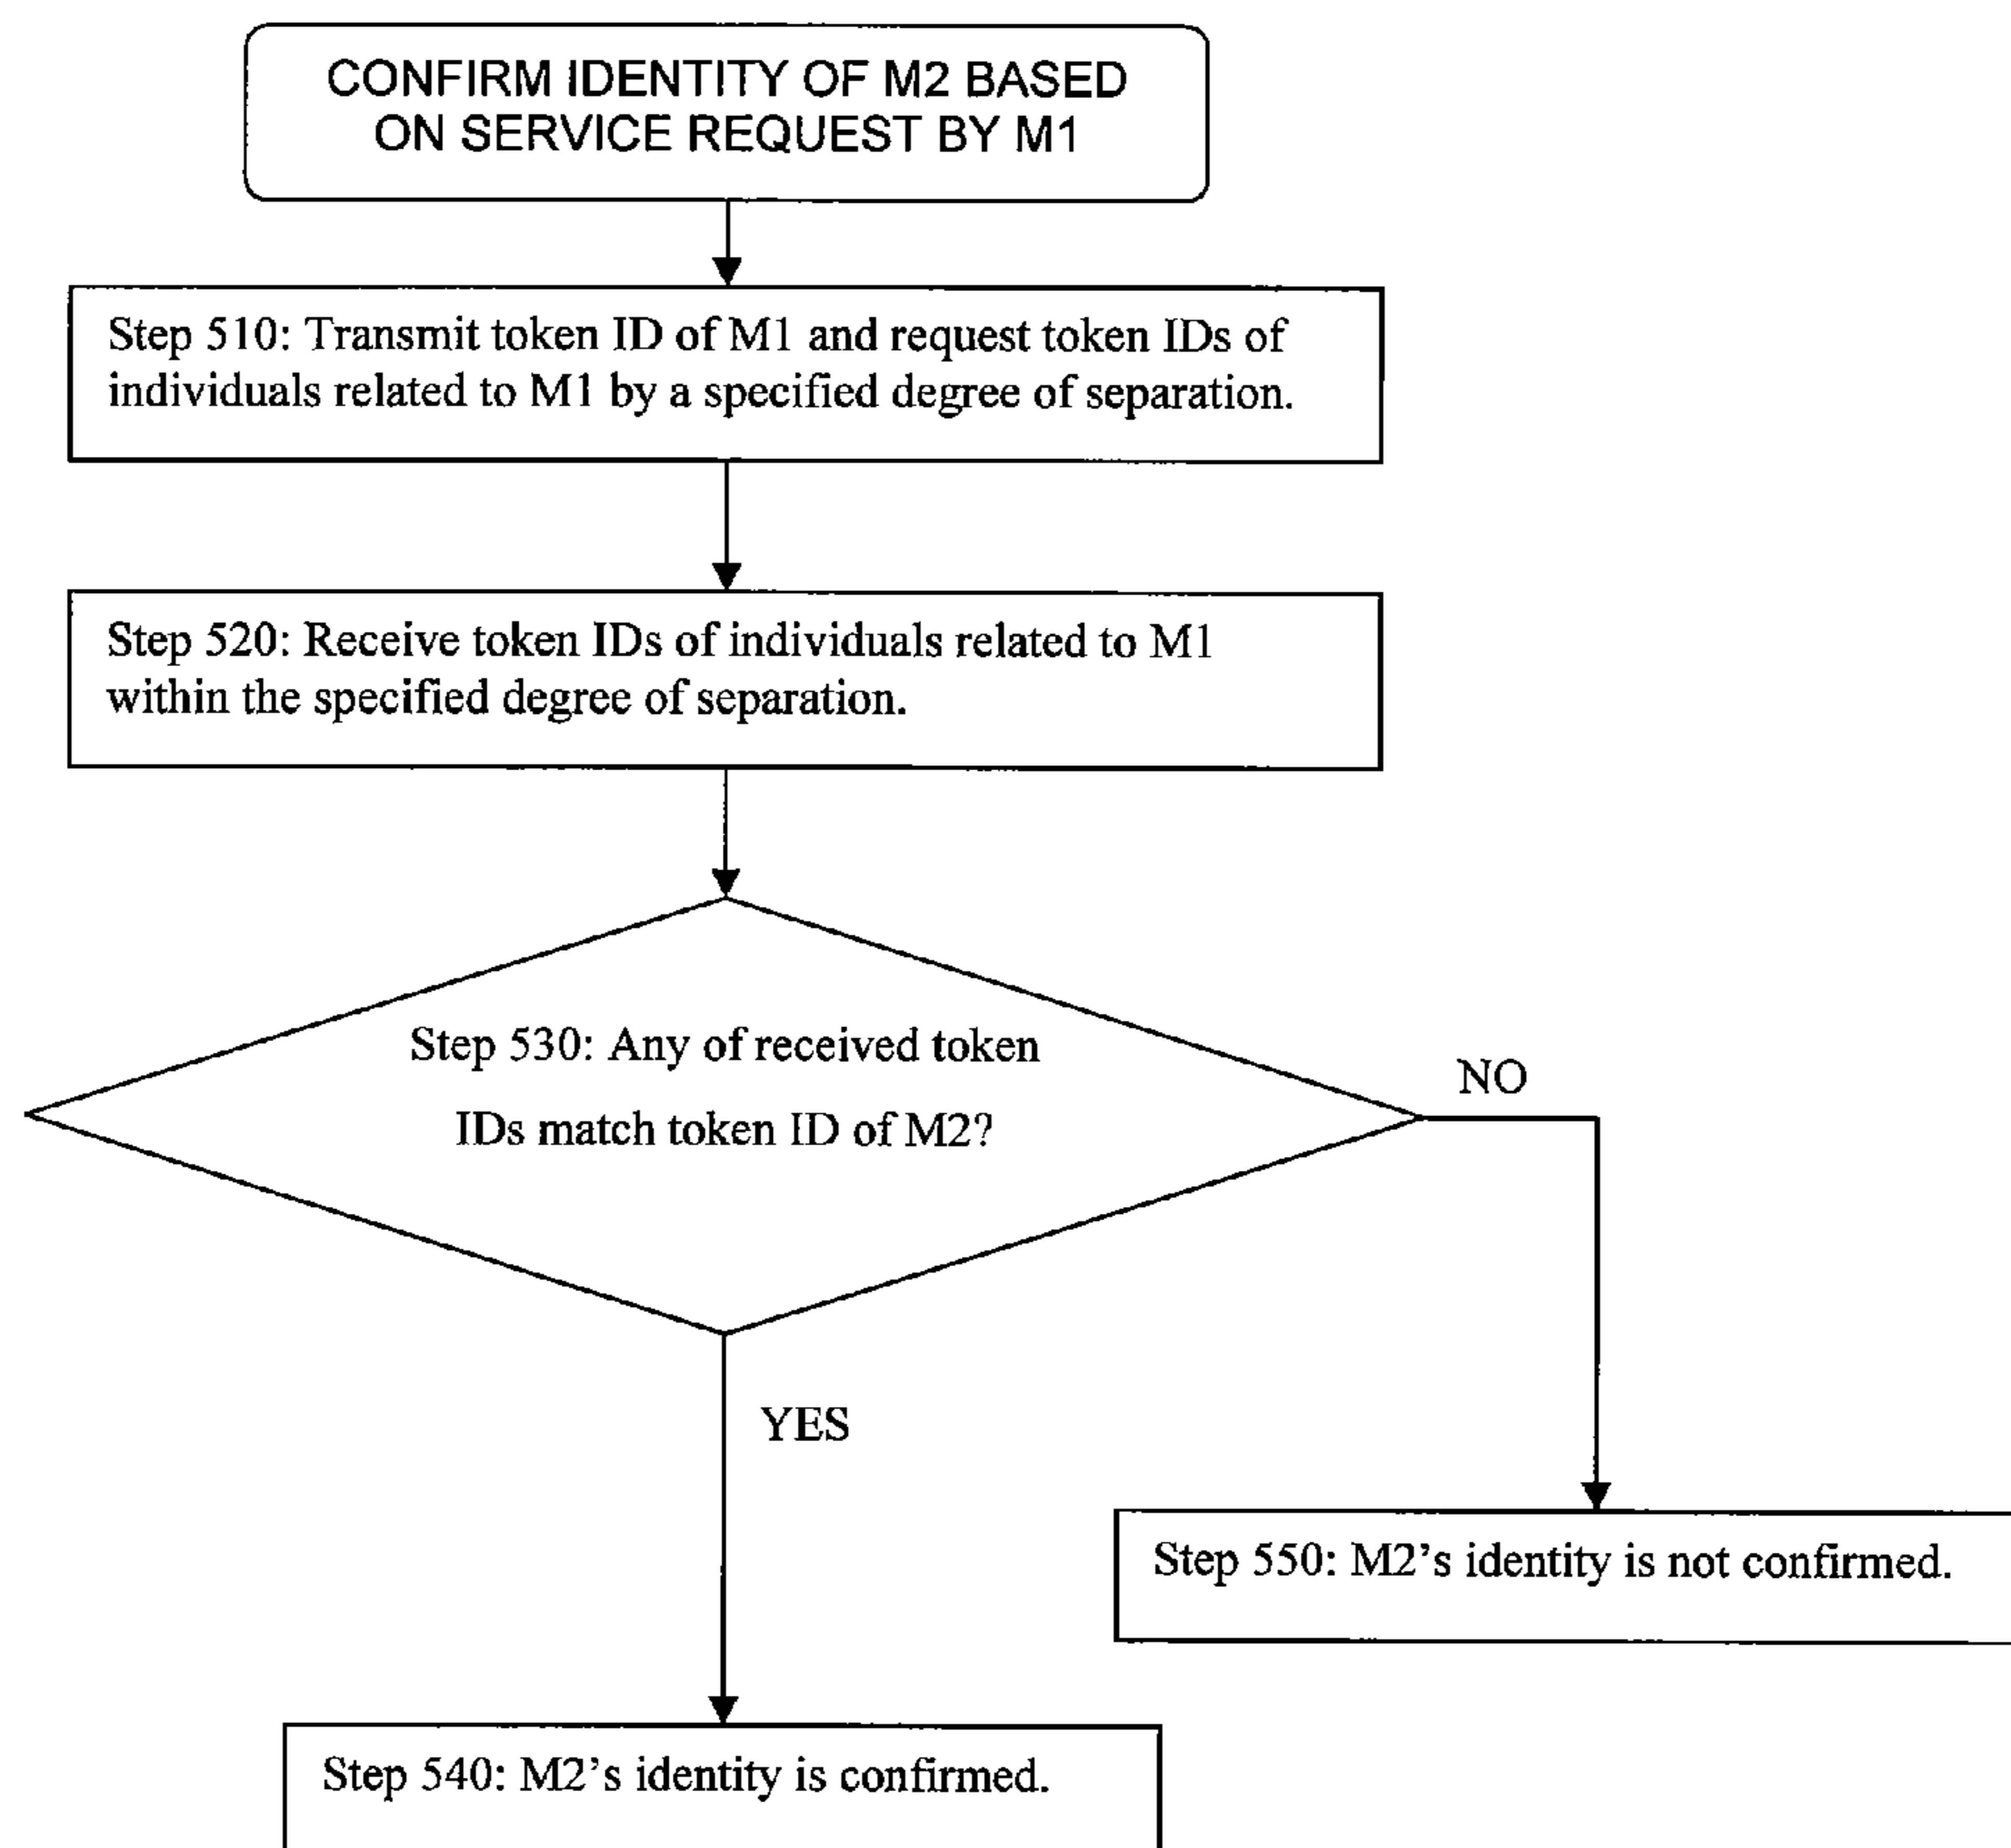 CONFIRM IDENTITY OF M2 BASED
ON SERVICE REQUEST BY M1
Step 510: Transmit token ID of M1 and request token IDs of
individuals related to M1 by a specified degree of separation.
Step 520: Receive token IDs of individuals related to M1
within the specified degree of separation.
Step 530: Any of received token
IDs match token ID of M2?
NO
YES
Step 550: M2’s identity is not confirmed.
Step 540: M2’s identity is confirmed.